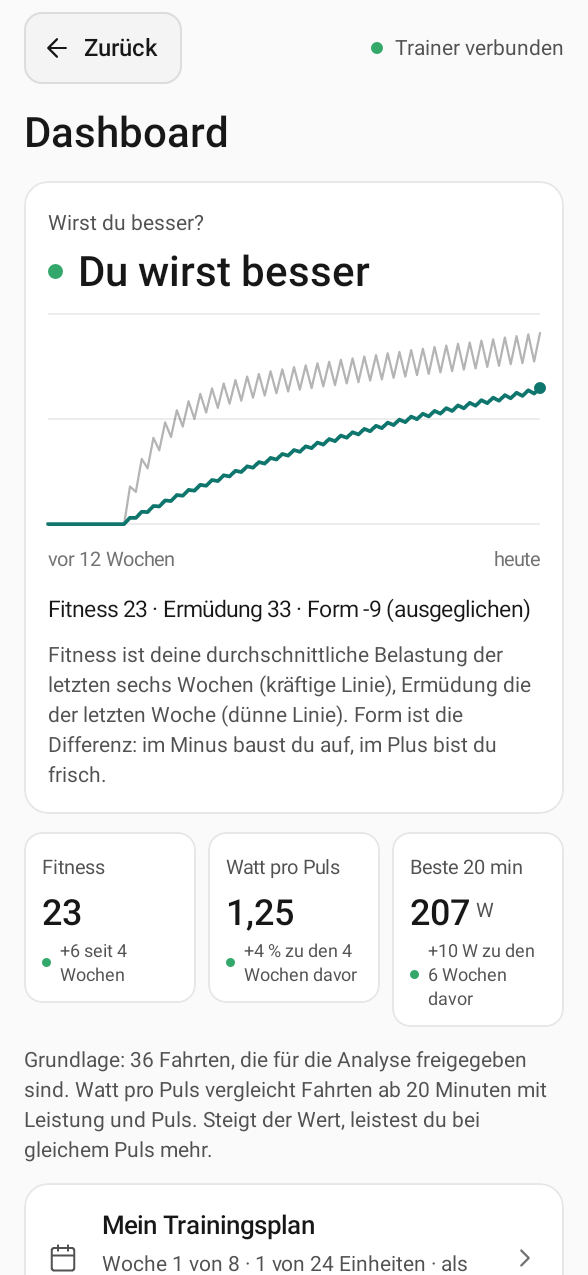 Zurück
Trainer verbunden
Dashboard
Wirst du besser?
Du wirst besser
vor 12 Wochen
heute
Fitness 23 · Ermüdung 33 · Form -9 (ausgeglichen)
Fitness ist deine durchschnittliche Belastung der
letzten sechs Wochen (kräftige Linie), Ermüdung die
der letzten Woche (dünne Linie). Form ist die
Differenz: im Minus baust du auf, im Plus bist du
frisch.
Fitness
23
+6 seit 4
Wochen
Watt pro Puls
1,25
+4 % zu den 4
Wochen davor
Beste 20 min
207 W
+10 W zu den
6 Wochen
davor
Grundlage: 36 Fahrten, die für die Analyse freigegeben
sind. Watt pro Puls vergleicht Fahrten ab 20 Minuten mit
Leistung und Puls. Steigt der Wert, leistest du bei
gleichem Puls mehr.
Mein Trainingsplan
Woche 1 von 8 · 1 von 24 Einheiten · als